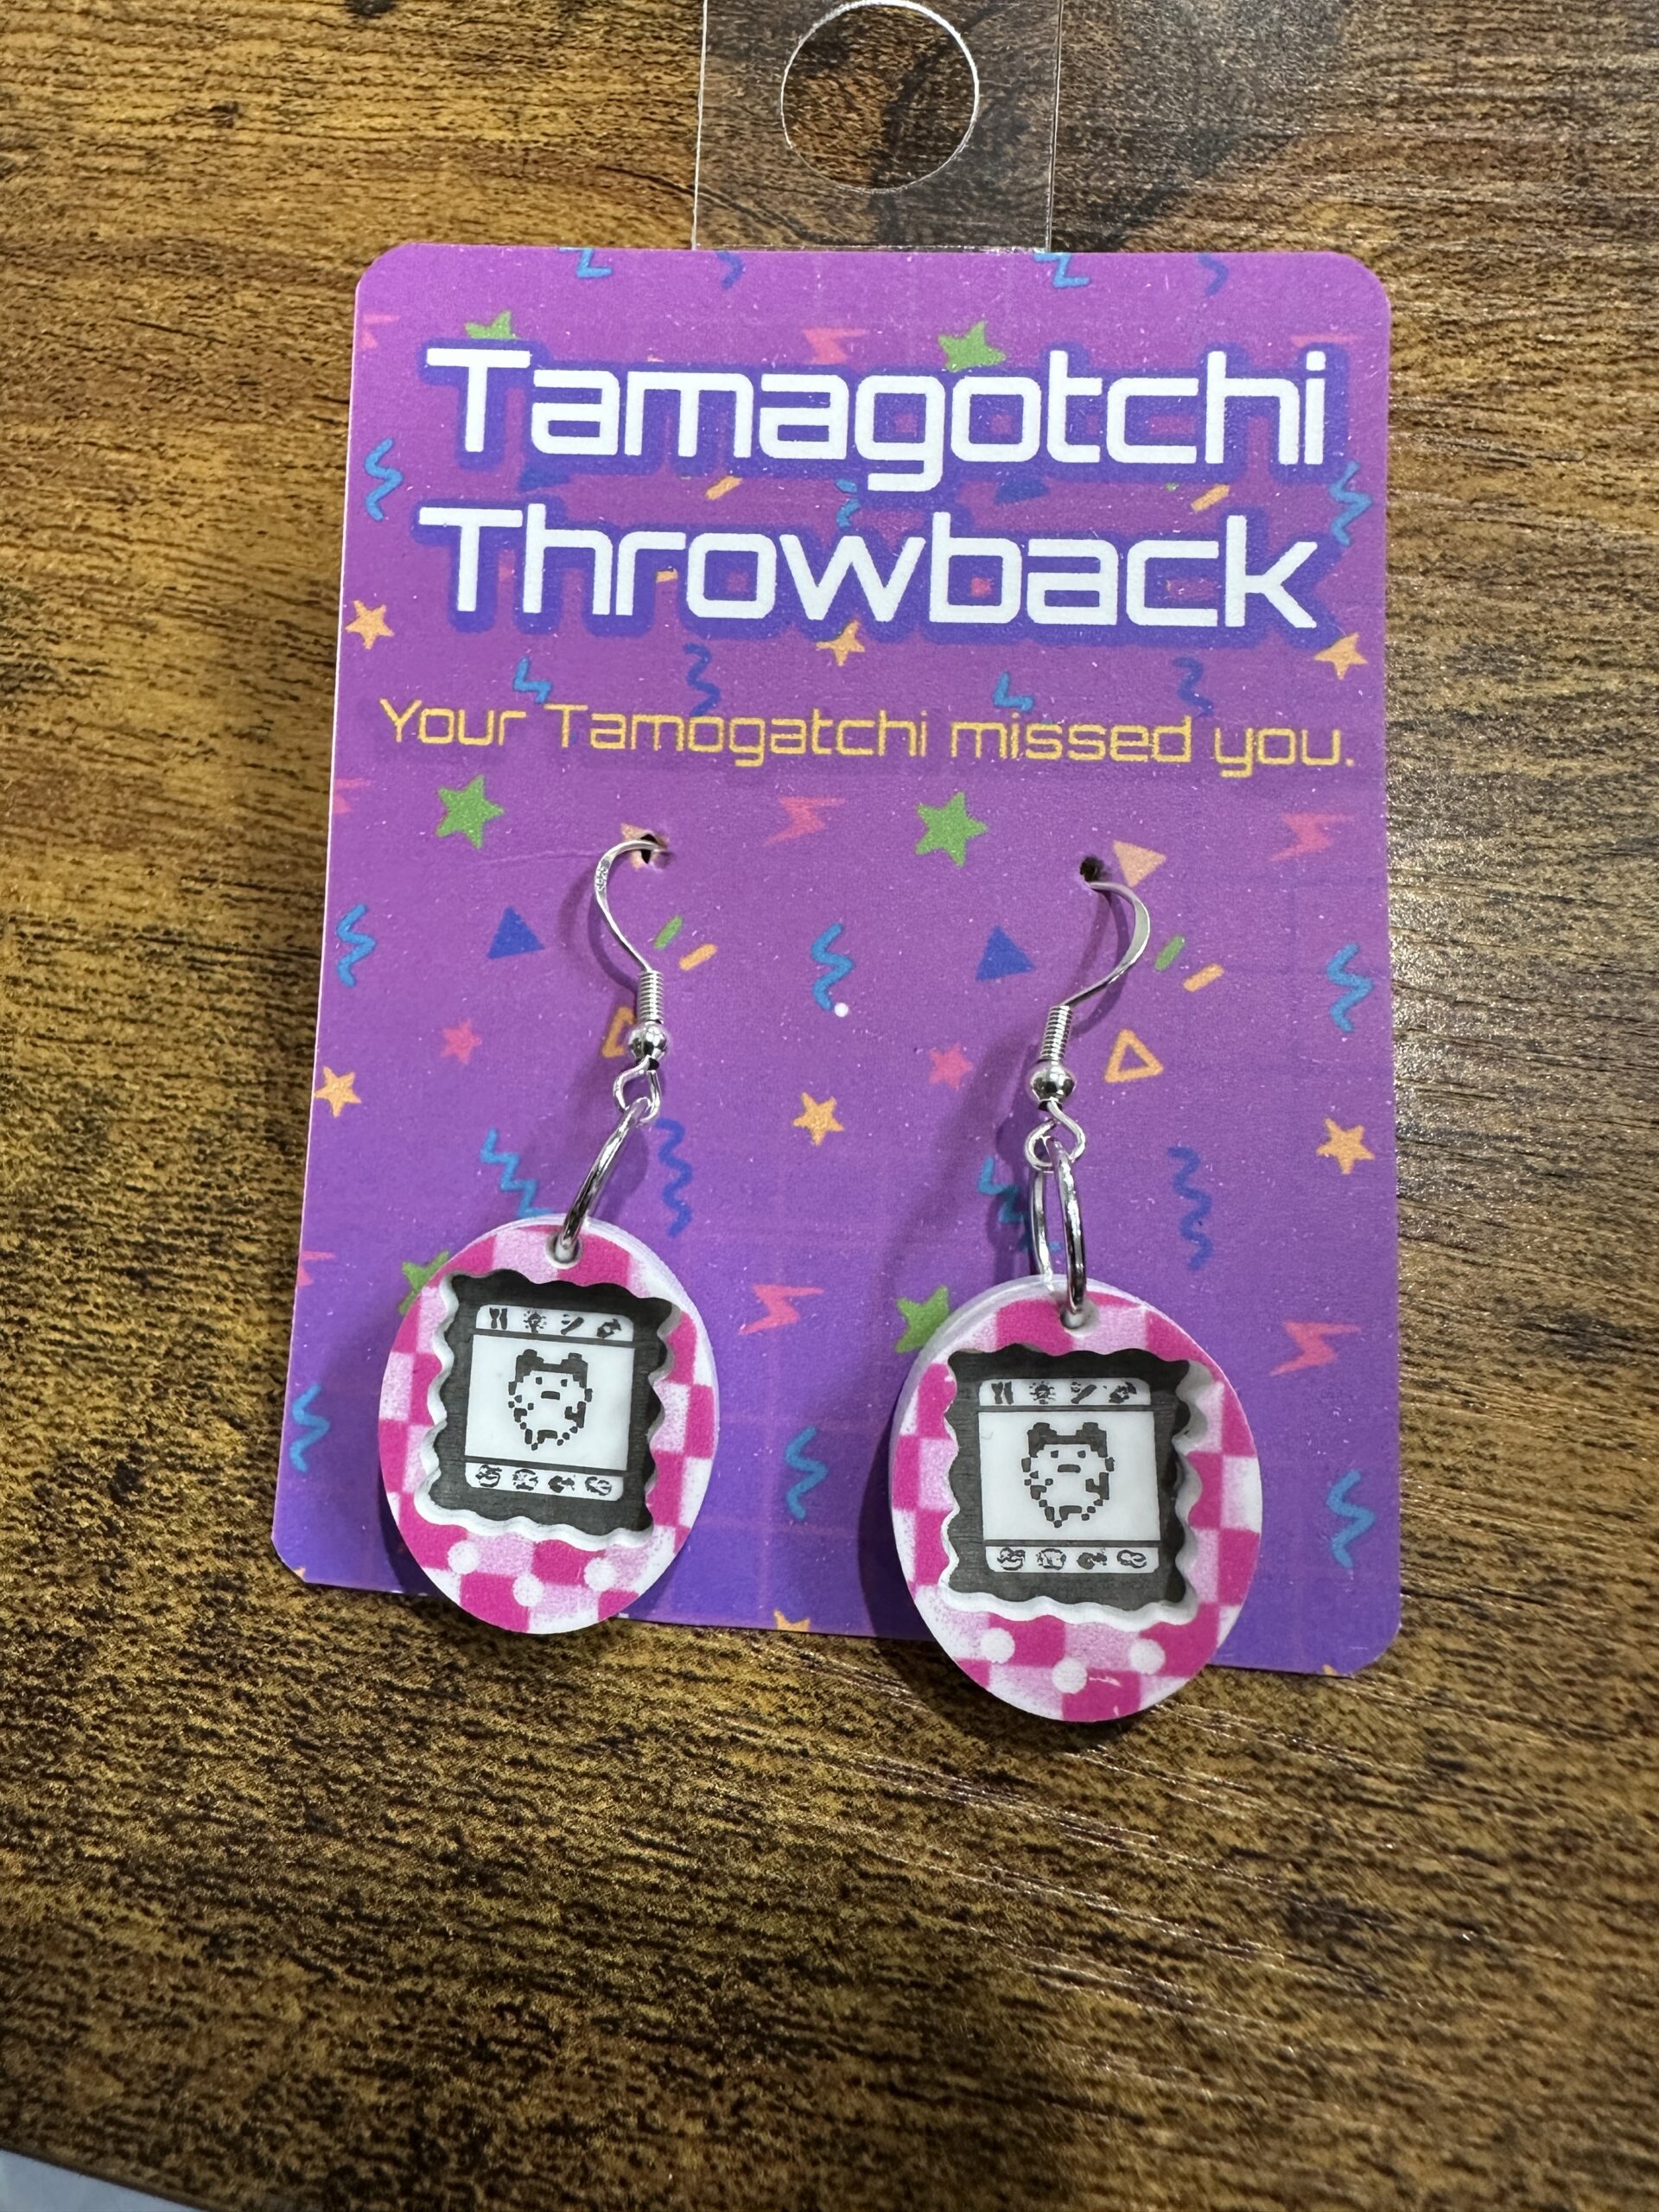 Tamagotchi
Throwback
Your Tamogatchi missed you.